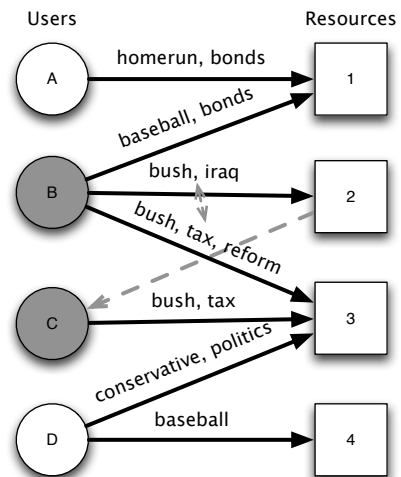 Users
Resources
A
homerun, bonds
1
baseball, bonds
B
bush, iraq
2
bush, tax, reform
C
bush, tax
3
conservative, politics
D
baseball
4